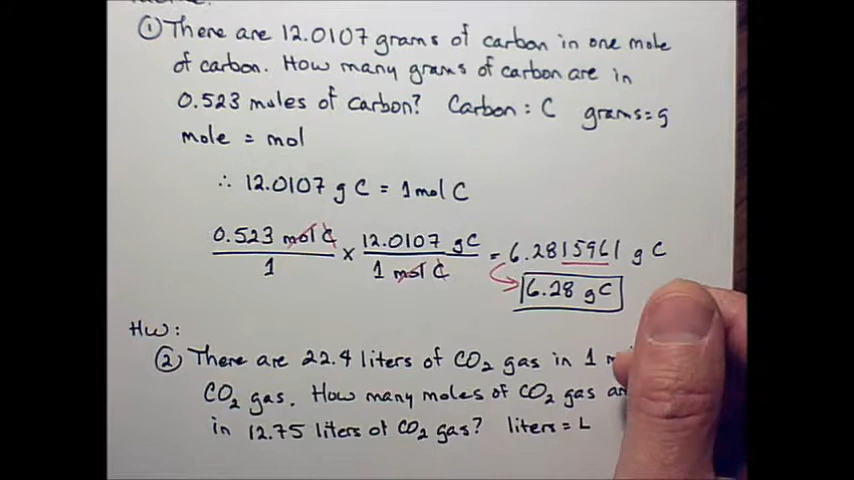 ① There are 12.0107 grams of carbon in one mole
of carbon. How many grams of carbon are in
0.523 moles of carbon? Carbon = C grams = g
mole = mol
∴ 12.0107 g C = 1 mol C
0.523 mol C / 1 × 12.0107 g C / 1 mol C = 6.2815961 g C
6.28 g C
HW:
② There are 22.4 liters of CO₂ gas in 1
CO₂ gas. How many moles of CO₂ gas
in 12.75 liters of CO₂ gas? liters = L